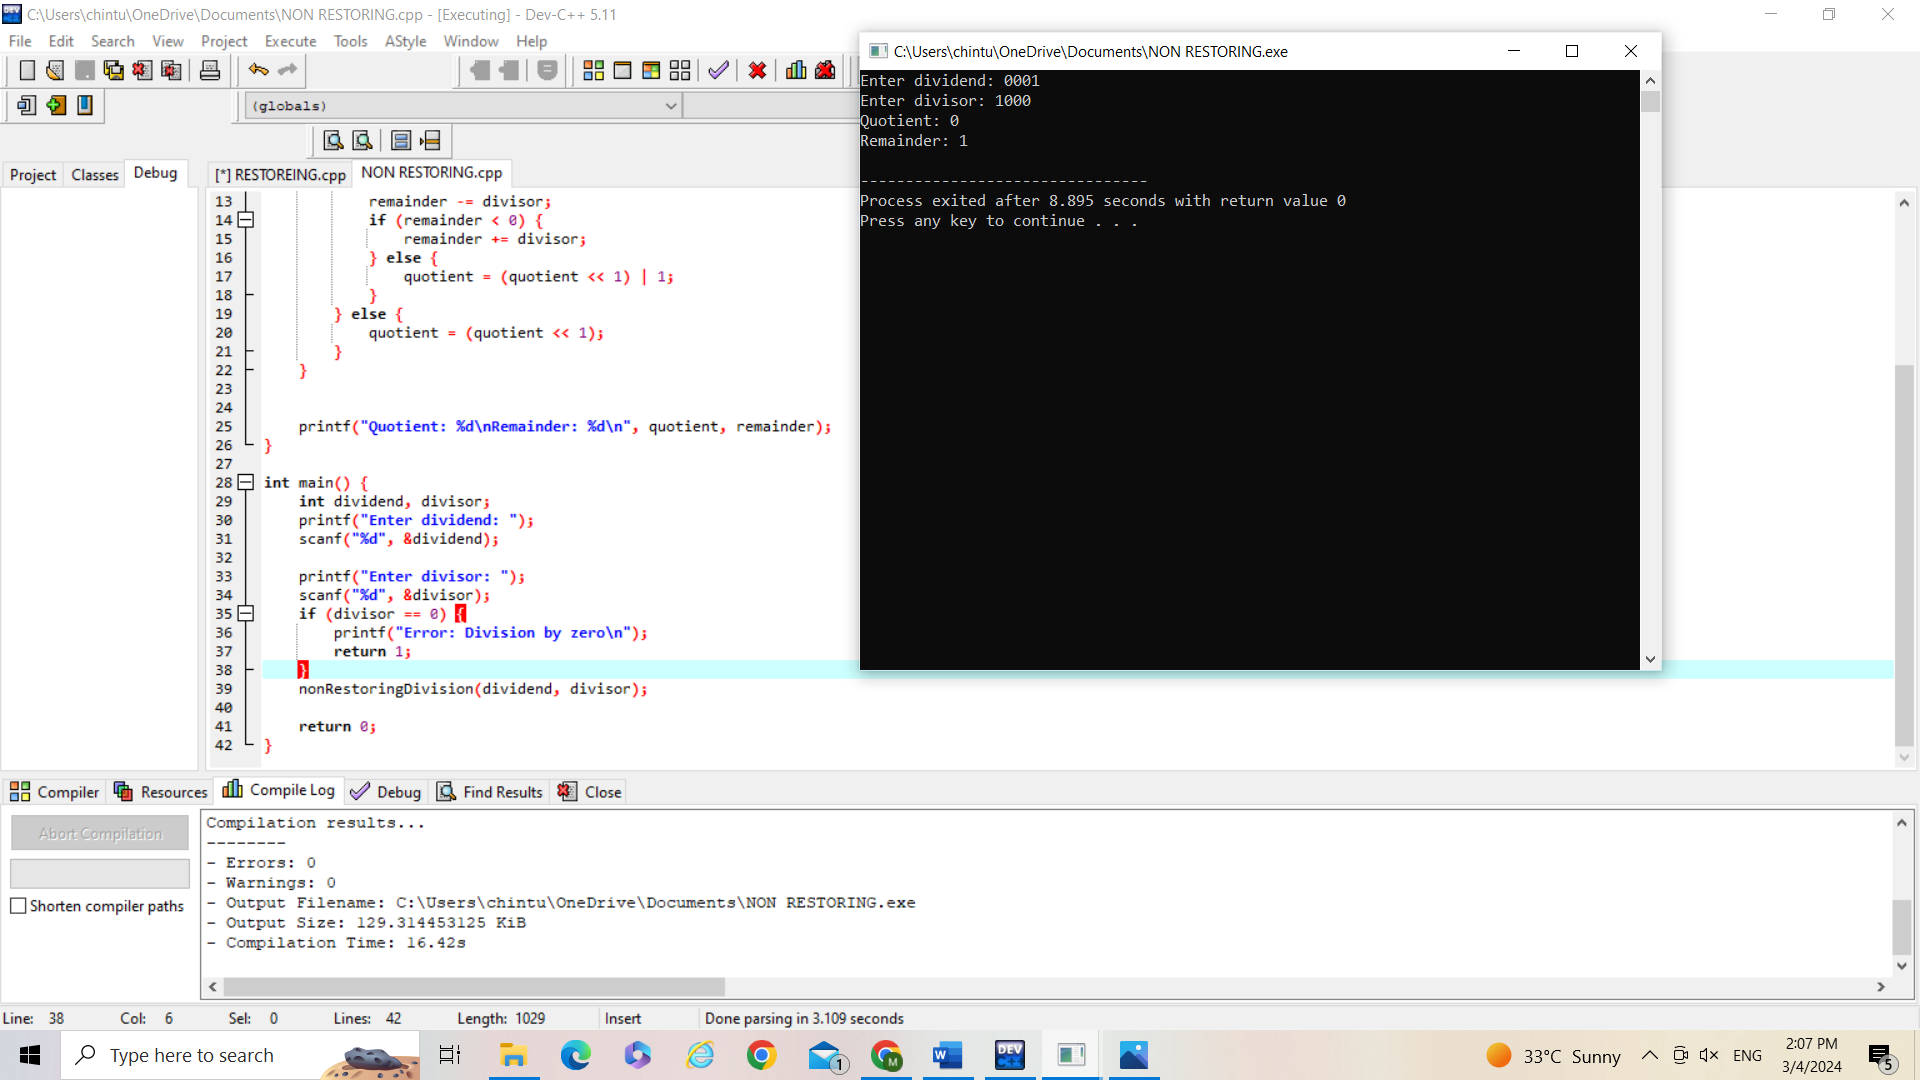 C:\Users\chintu\OneDrive\Documents\NON RESTORING.cpp - [Executing] - Dev-C++ 5.11
File Edit Search View Project Execute Tools AStyle Window Help
(globals)
Project Classes Debug
[*] RESTOREING.cpp NON RESTORING.cpp
13 remainder -= divisor;
14 if (remainder < 0) {
15 remainder += divisor;
16 } else {
17 quotient = (quotient << 1) | 1;
18 }
19 } else {
20 quotient = (quotient << 1);
21 }
22 }
23
24
25 printf("Quotient: %d\nRemainder: %d\n", quotient, remainder);
26 }
27
28 int main() {
29 int dividend, divisor;
30 printf("Enter dividend: ");
31 scanf("%d", &dividend);
32
33 printf("Enter divisor: ");
34 scanf("%d", &divisor);
35 if (divisor == 0) {
36 printf("Error: Division by zero\n");
37 return 1;
38 }
39 nonRestoringDivision(dividend, divisor);
40
41 return 0;
42 }
C:\Users\chintu\OneDrive\Documents\NON RESTORING.exe
Enter dividend: 0001
Enter divisor: 1000
Quotient: 0
Remainder: 1
--------------------------------
Process exited after 8.895 seconds with return value 0
Press any key to continue . . .
Compiler Resources Compile Log Debug Find Results Close
Abort Compilation
Shorten compiler paths
Compilation results...
--------
- Errors: 0
- Warnings: 0
- Output Filename: C:\Users\chintu\OneDrive\Documents\NON RESTORING.exe
- Output Size: 129.314453125 KiB
- Compilation Time: 16.42s
Line: 38 Col: 6 Sel: 0 Lines: 42 Length: 1029 Insert Done parsing in 3.109 seconds
Type here to search
1
M
W
DEV C++
33°C Sunny
ENG
2:07 PM
3/4/2024
5